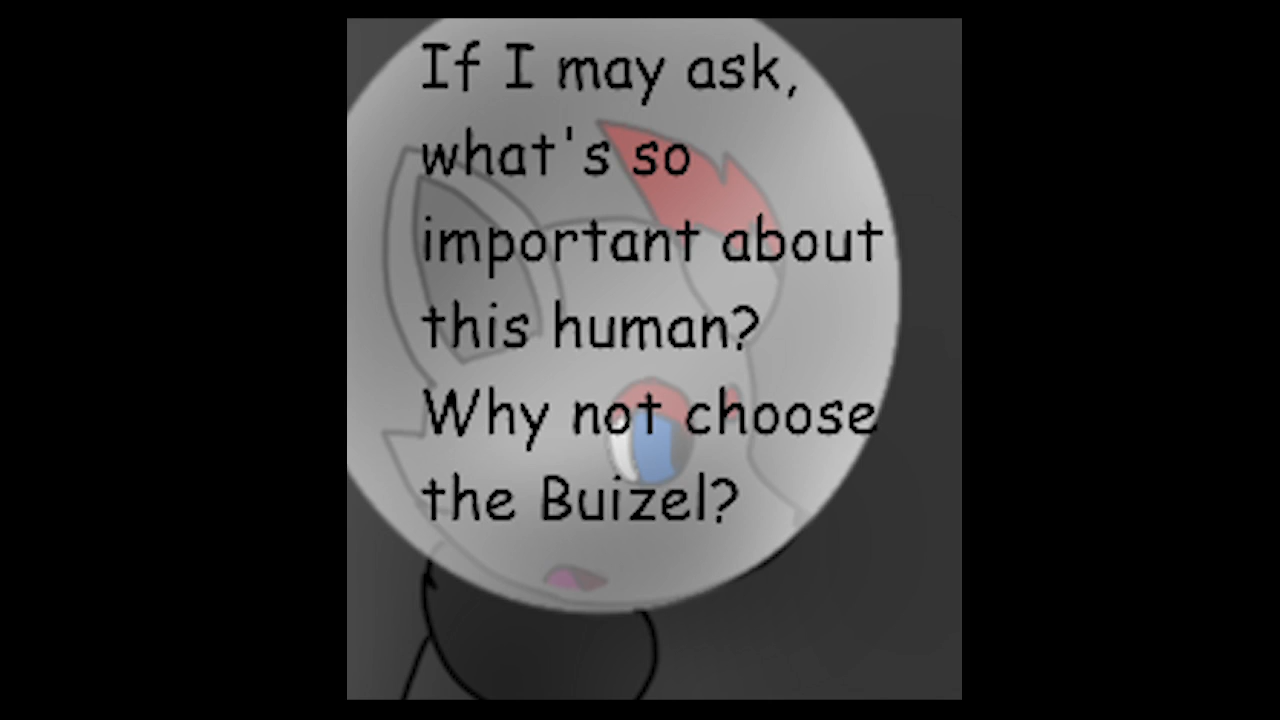 If I may ask,
what's so
important about
this human?
Why not choose
the Buizel?